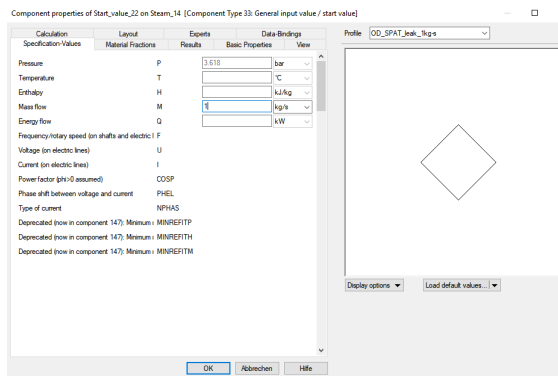 Component properties of Start_value_22 on Steam_14 [Component Type 33: General input value / start value]
Calculation Layout Experts Data-Bindings
Specification-Values Material Fractions Results Basic Properties View
Profile OD_SPAT_leak_1kg-s
Pressure P 3.618 bar
Temperature T °C
Enthalpy H kJ/kg
Mass flow M 1 kg/s
Energy flow Q kW
Frequency/rotary speed (on shafts and electric l F
Voltage (on electric lines) U
Current (on electric lines) I
Power factor (phi>0 assumed) COSP
Phase shift between voltage and current PHEL
Type of current NPHAS
Deprecated (now in component 147): Minimum r MINREFITP
Deprecated (now in component 147): Minimum r MINREFITH
Deprecated (now in component 147): Minimum r MINREFITM
Display options Load default values...
OK Abbrechen Hilfe